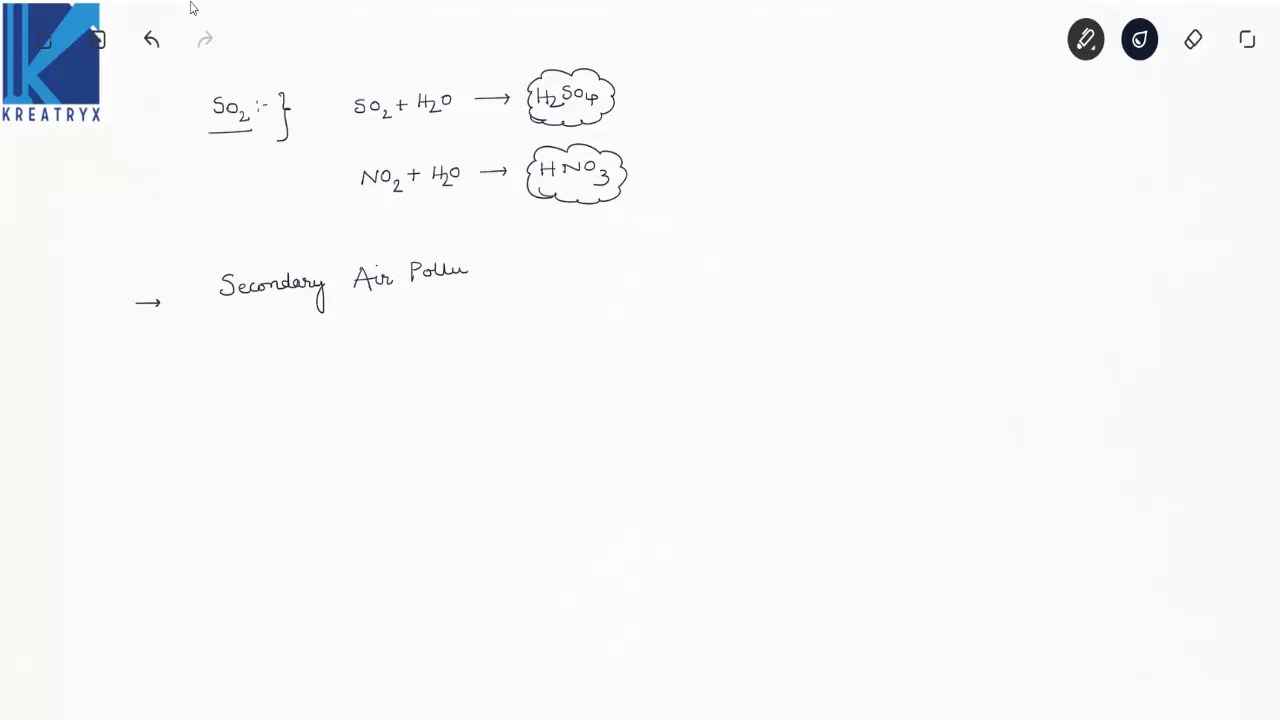 KREATRYX
SO2 :- } SO2 + H2O → H2SO4
NO2 + H2O → HNO3
→ Secondary Air Pollu